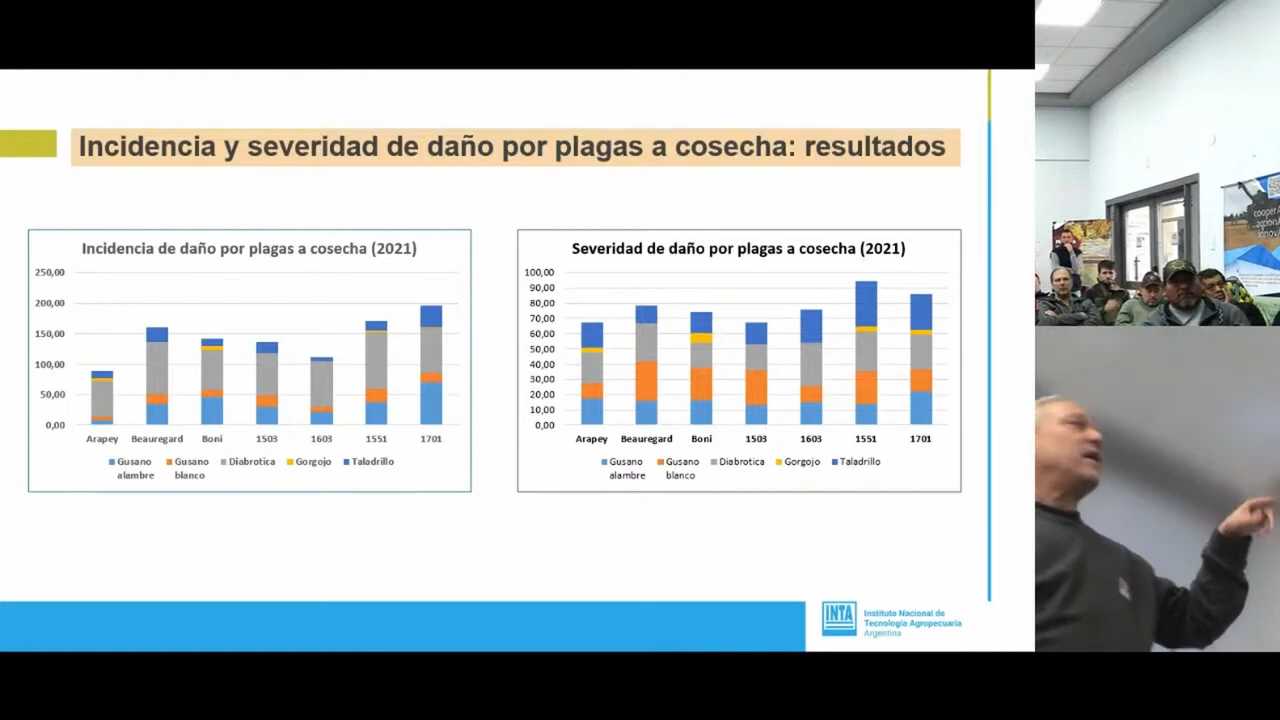 Incidencia y severidad de daño por plagas a cosecha: resultados
Incidencia de daño por plagas a cosecha (2021)
250,00
200,00
150,00
100,00
50,00
0,00
Arapey Beauregard Boni 1503 1603 1551 1701
Gusano alambre Gusano blanco Diabrotica Gorgojo Taladrillo
Severidad de daño por plagas a cosecha (2021)
100,00
90,00
80,00
70,00
60,00
50,00
40,00
30,00
20,00
10,00
0,00
Arapey Beauregard Boni 1503 1603 1551 1701
Gusano alambre Gusano blanco Diabrotica Gorgojo Taladrillo
INTA
Instituto Nacional de
Tecnología Agropecuaria
Argentina